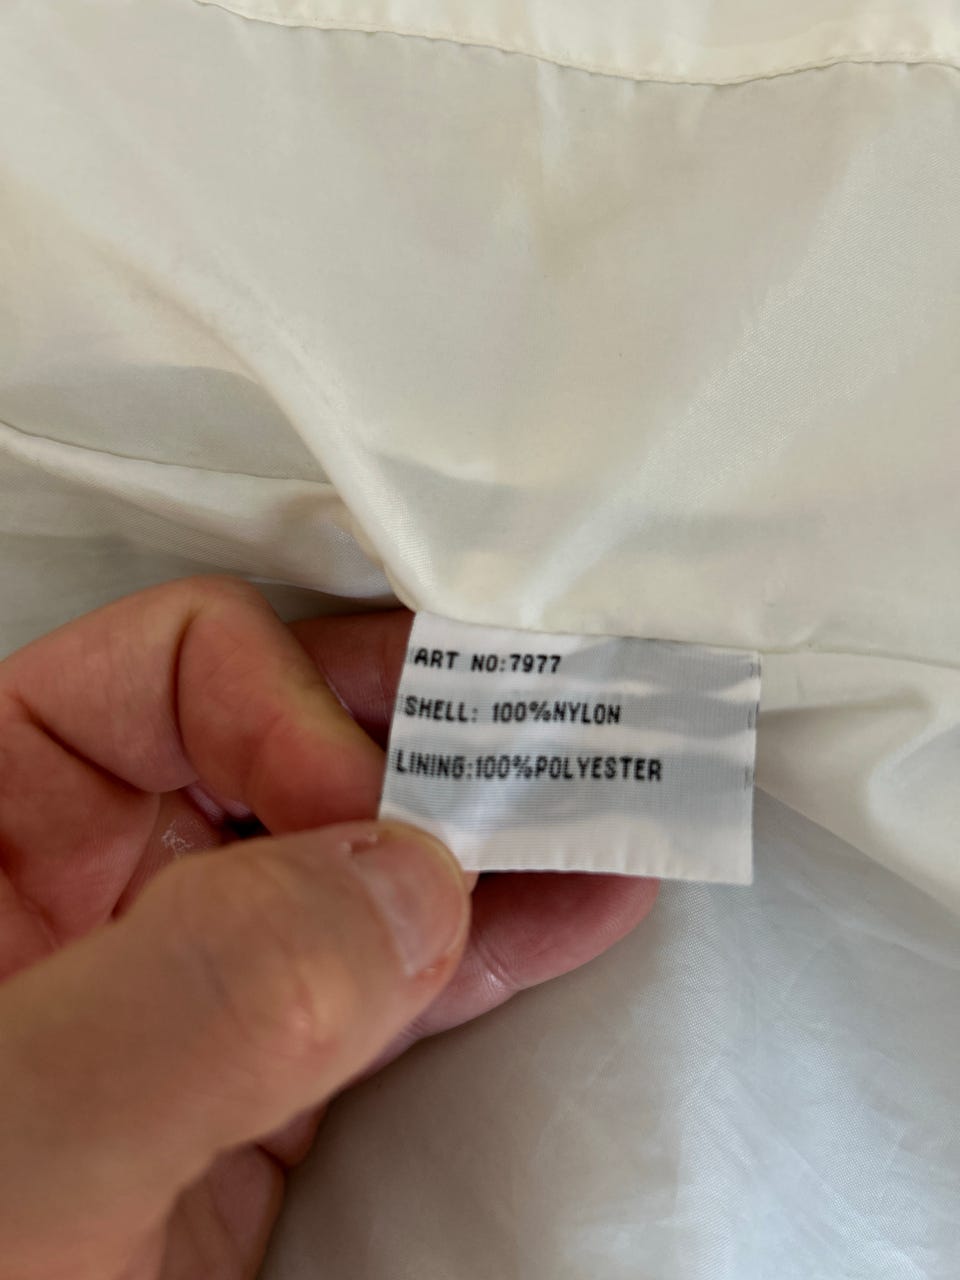 ART NO:7977
SHELL: 100%NYLON
LINING:100%POLYESTER